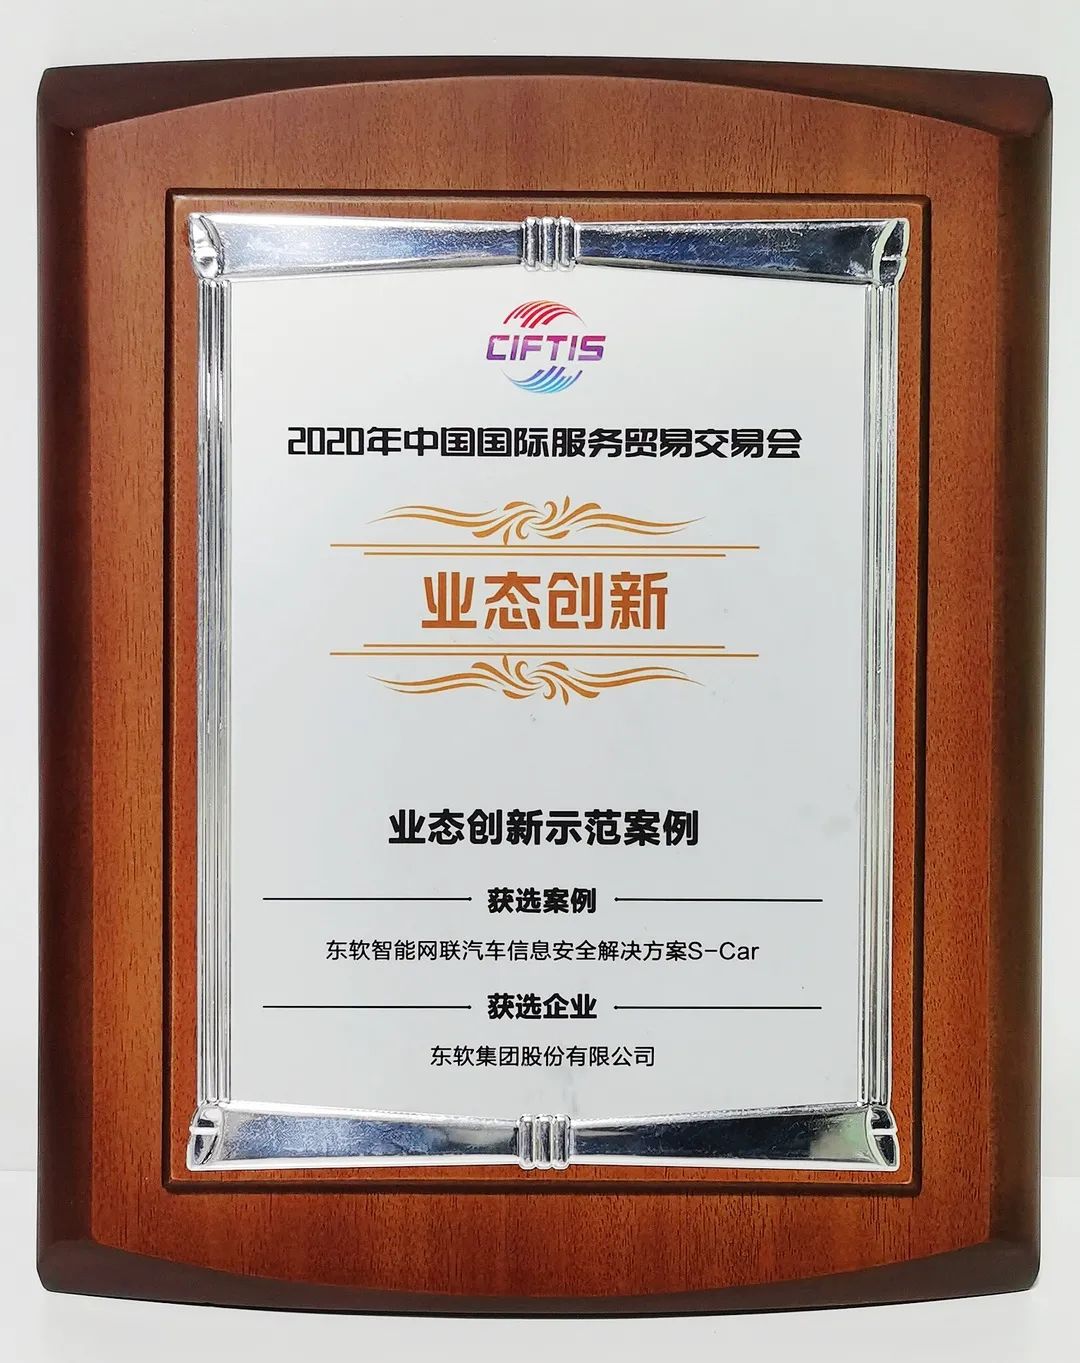 CIFTIS
2020年中国国际服务贸易交易会
业态创新
业态创新示范案例
获选案例
东软智能网联汽车信息安全解决方案S-Car
获选企业
东软集团股份有限公司